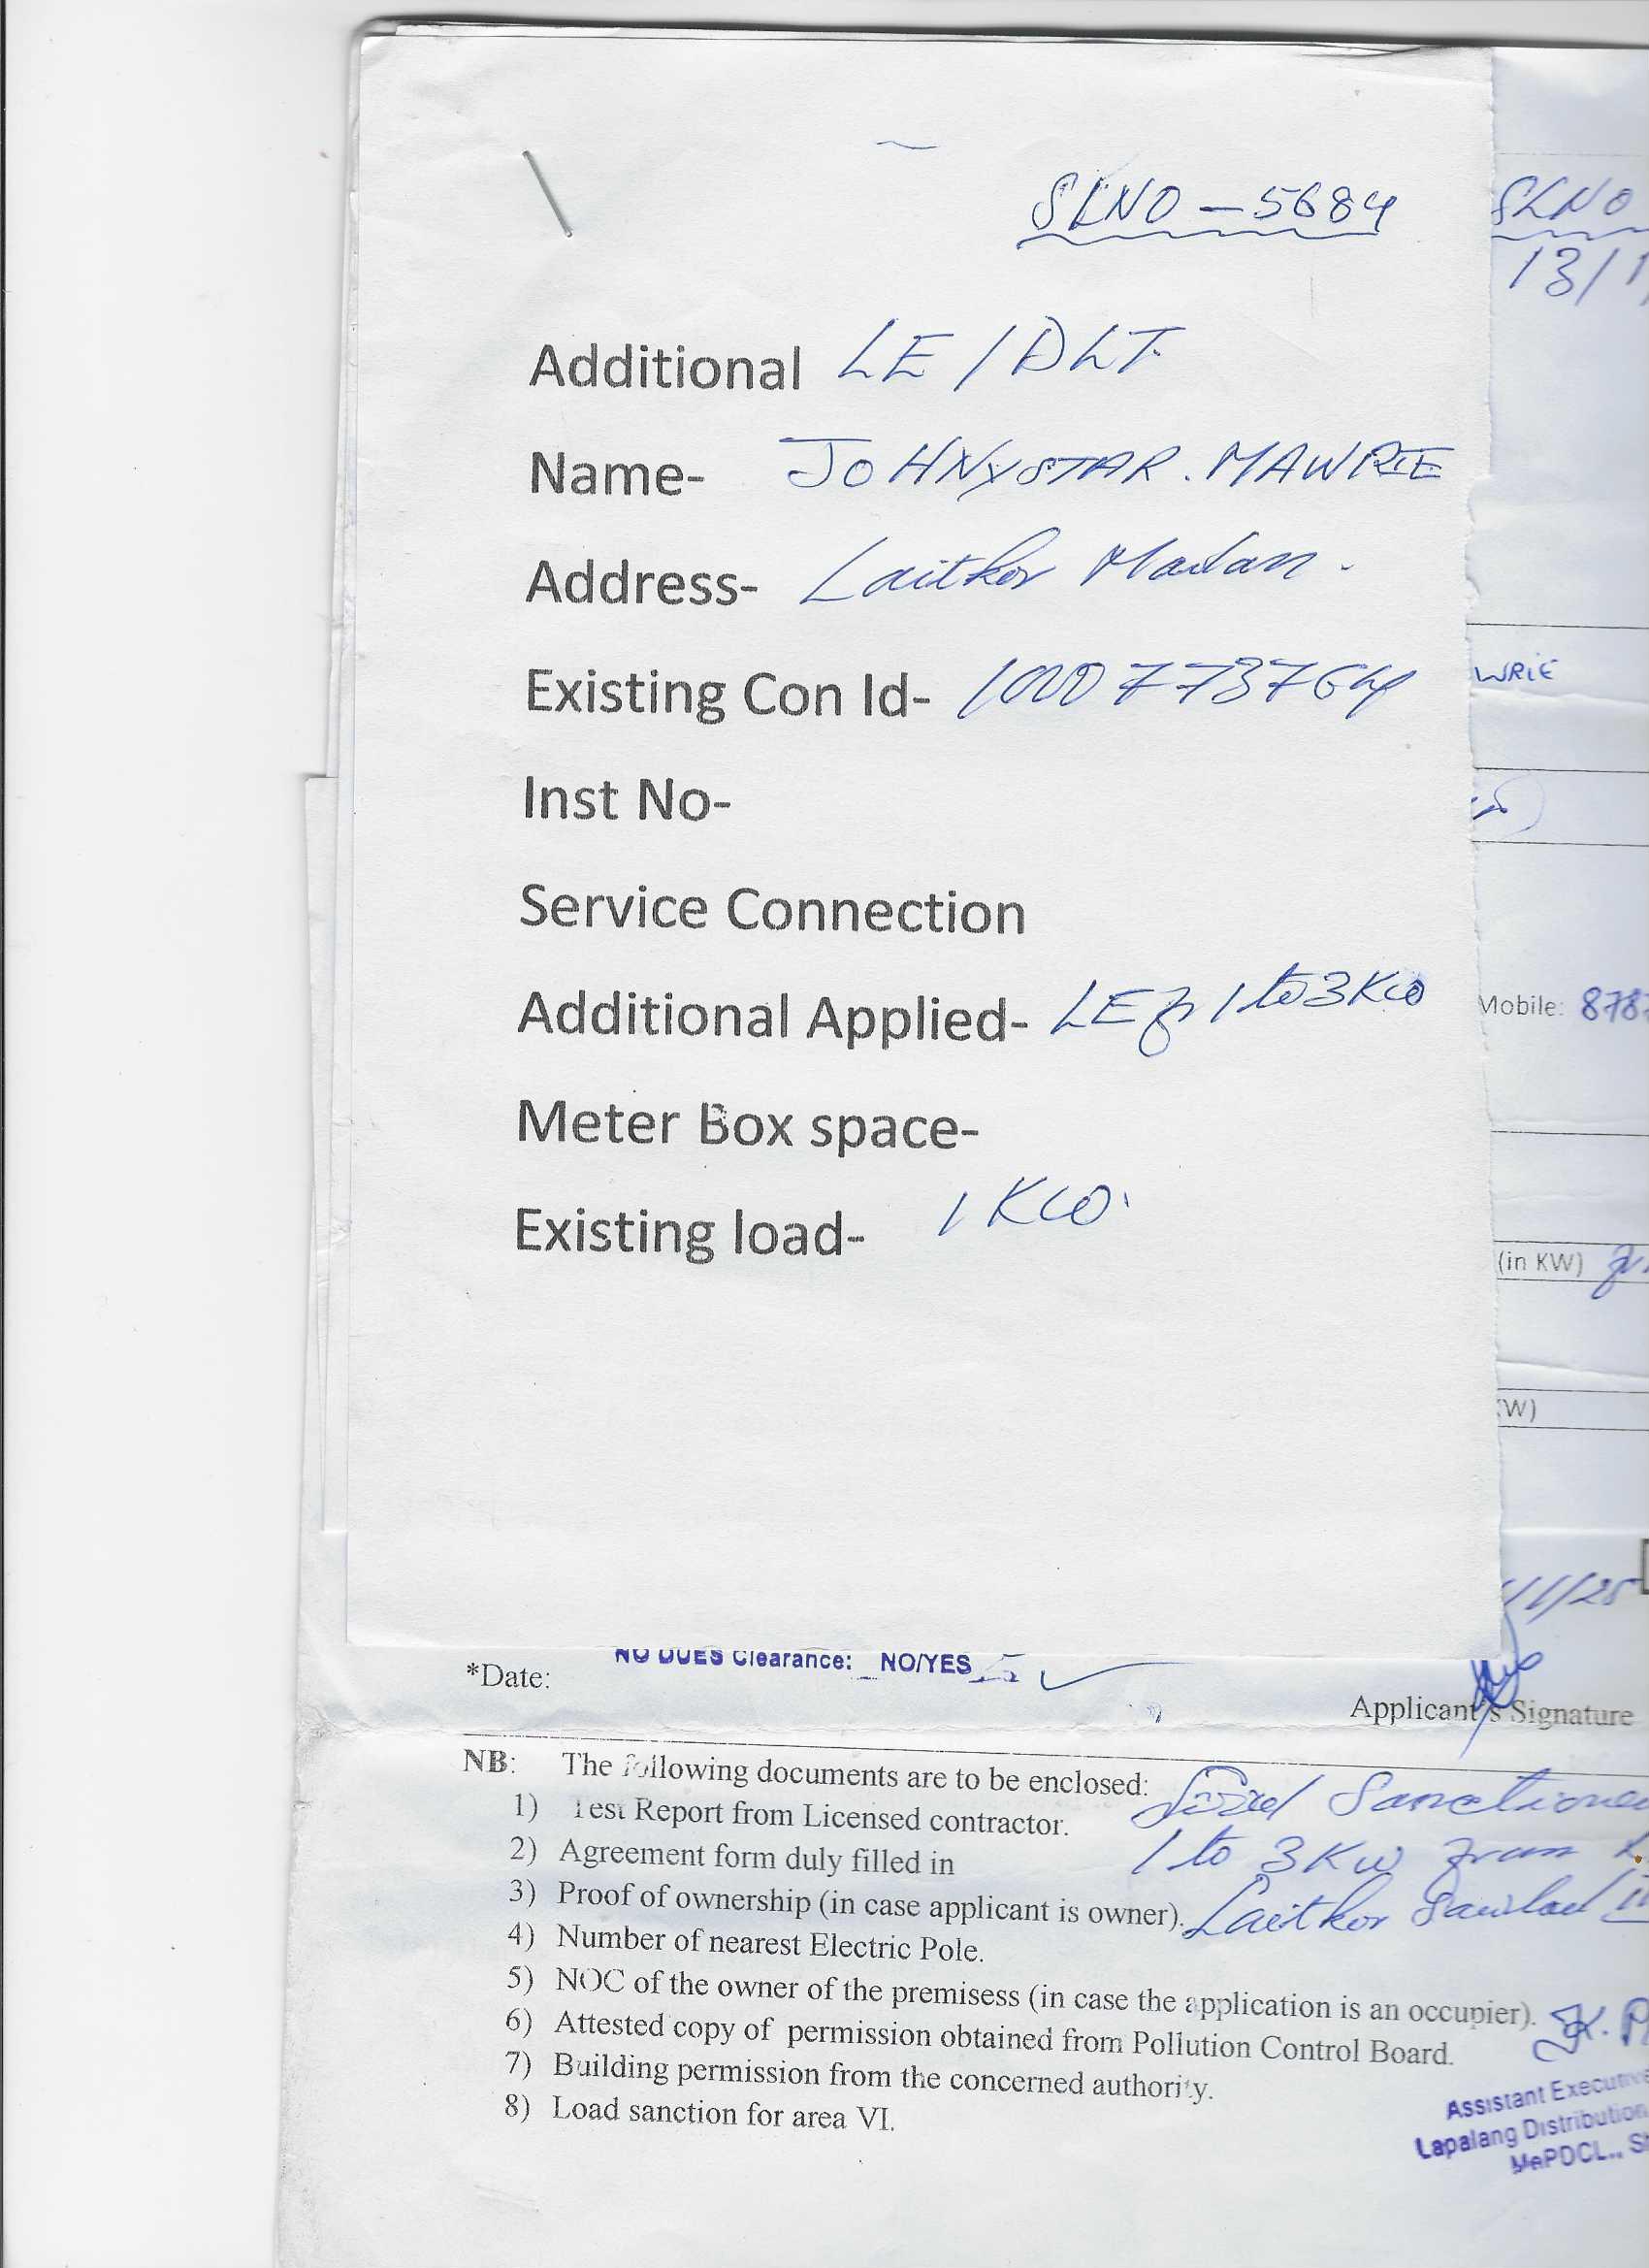 SLNO - 5684
SLNO
13/1
Additional LE / DLT.
Name- JOHNYSTAR. MAWRIE
Address- Laitkor Madan.
Existing Con Id- 1000773764
WRIE
Inst No-
Service Connection
Additional Applied- LE 1 to 3 KW
Mobile: 878
Meter Box space-
Existing load- 1 KW.
(in KW)
KW)
1/1/25
*Date: NO DUES Clearance: NO/YES
Applicant's Signature
NB: The following documents are to be enclosed:
Sanctioned
1) Test Report from Licensed contractor.
1 to 3 KW from
2) Agreement form duly filled in
3) Proof of ownership (in case applicant is owner).
Laitkor
4) Number of nearest Electric Pole.
5) NOC of the owner of the premisess (in case the application is an occupier).
6) Attested copy of permission obtained from Pollution Control Board.
7) Building permission from the concerned authority.
8) Load sanction for area VI.
Assistant Executive
Lapalang Distribution
MePDCL., Sh